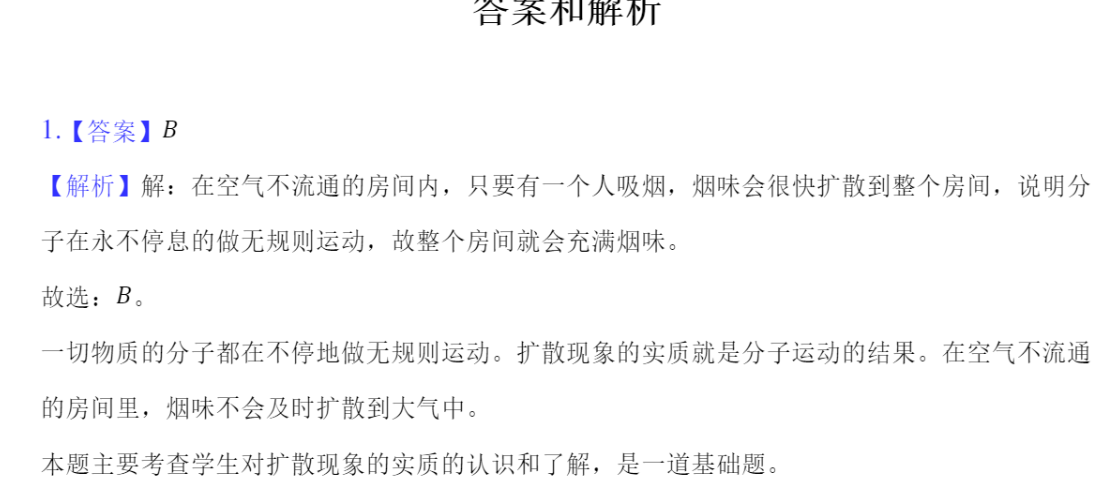 答案和解析
1.【答案】B
【解析】解：在空气不流通的房间内，只要有一个人吸烟，烟味会很快扩散到整个房间，说明分
子在永不停息的做无规则运动，故整个房间就会充满烟味。
故选：B。
一切物质的分子都在不停地做无规则运动。扩散现象的实质就是分子运动的结果。在空气不流通
的房间里，烟味不会及时扩散到大气中。
本题主要考查学生对扩散现象的实质的认识和了解，是一道基础题。